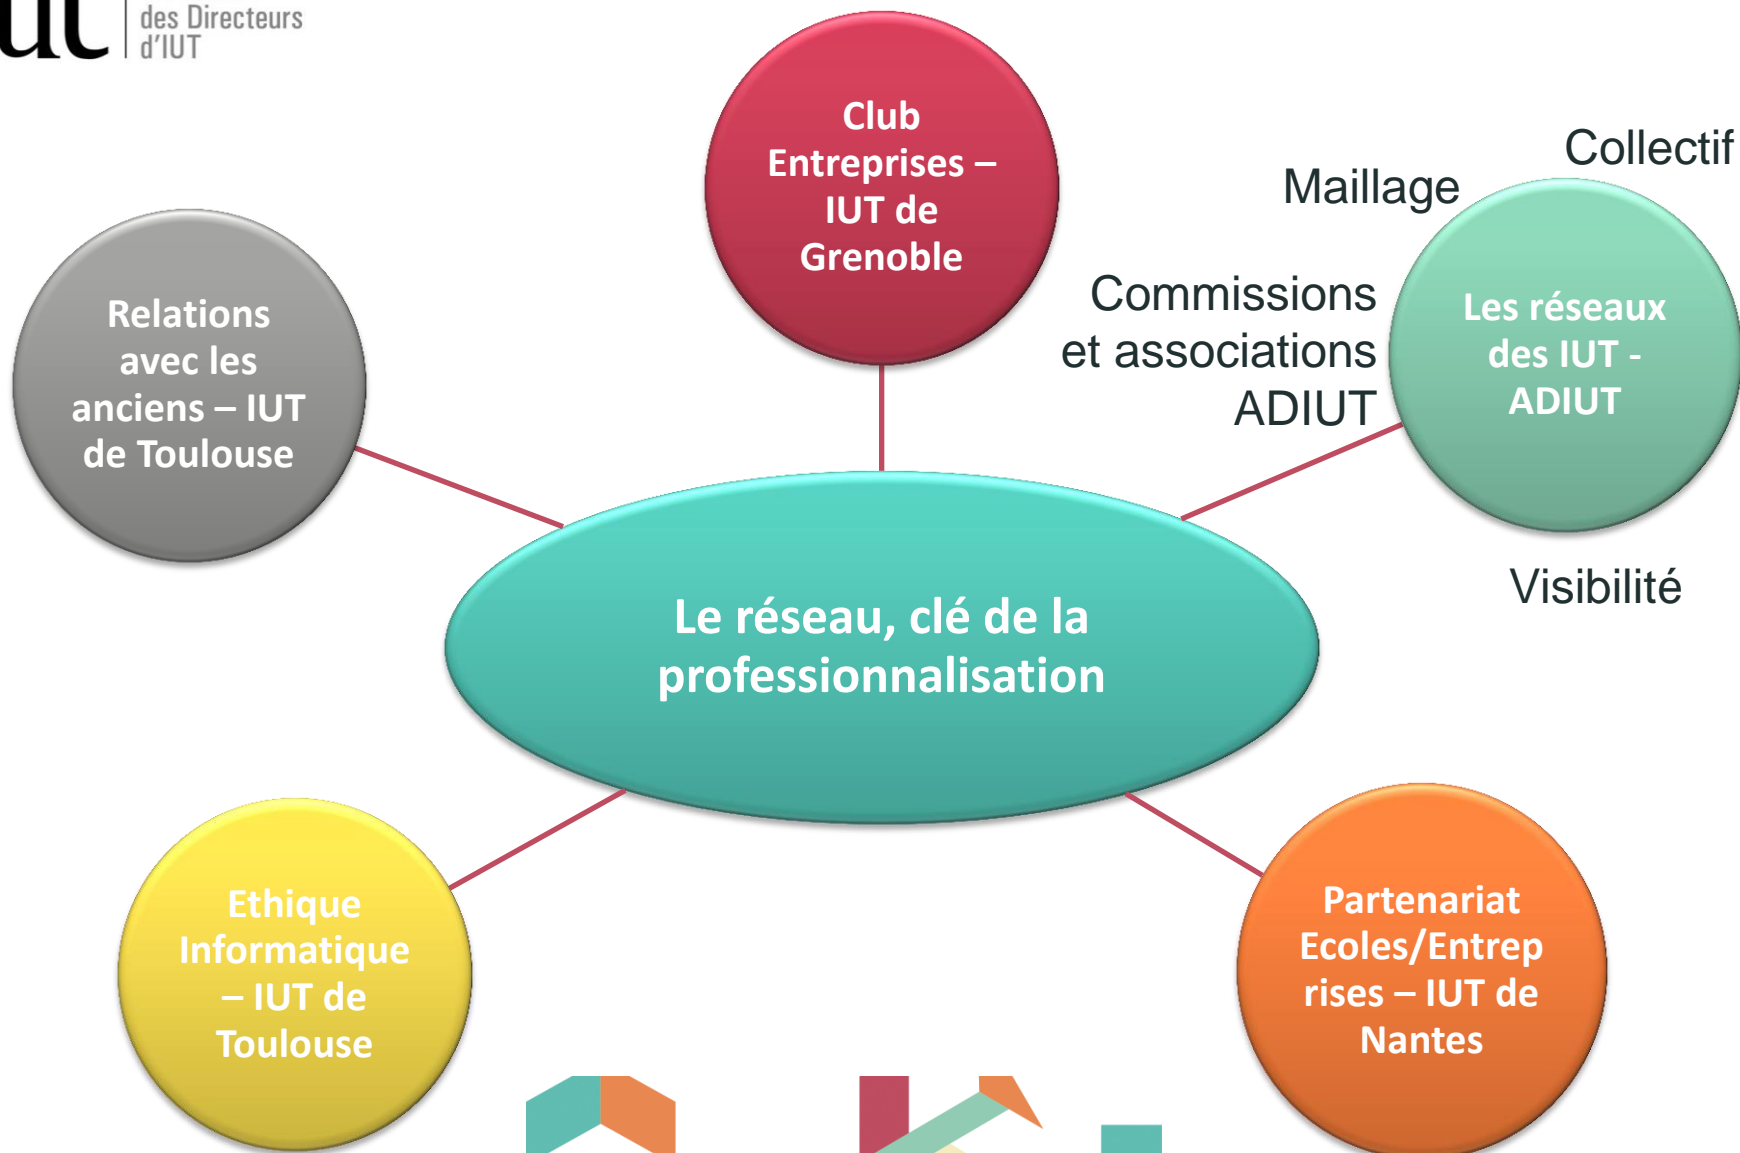 des Directeurs
d'IUT
Club
Entreprises –
IUT de
Grenoble
Collectif
Maillage
Commissions
et associations
ADIUT
Les réseaux
des IUT -
ADIUT
Visibilité
Relations
avec les
anciens – IUT
de Toulouse
Le réseau, clé de la
professionnalisation
Ethique
Informatique
– IUT de
Toulouse
Partenariat
Ecoles/Entrep
rises – IUT de
Nantes